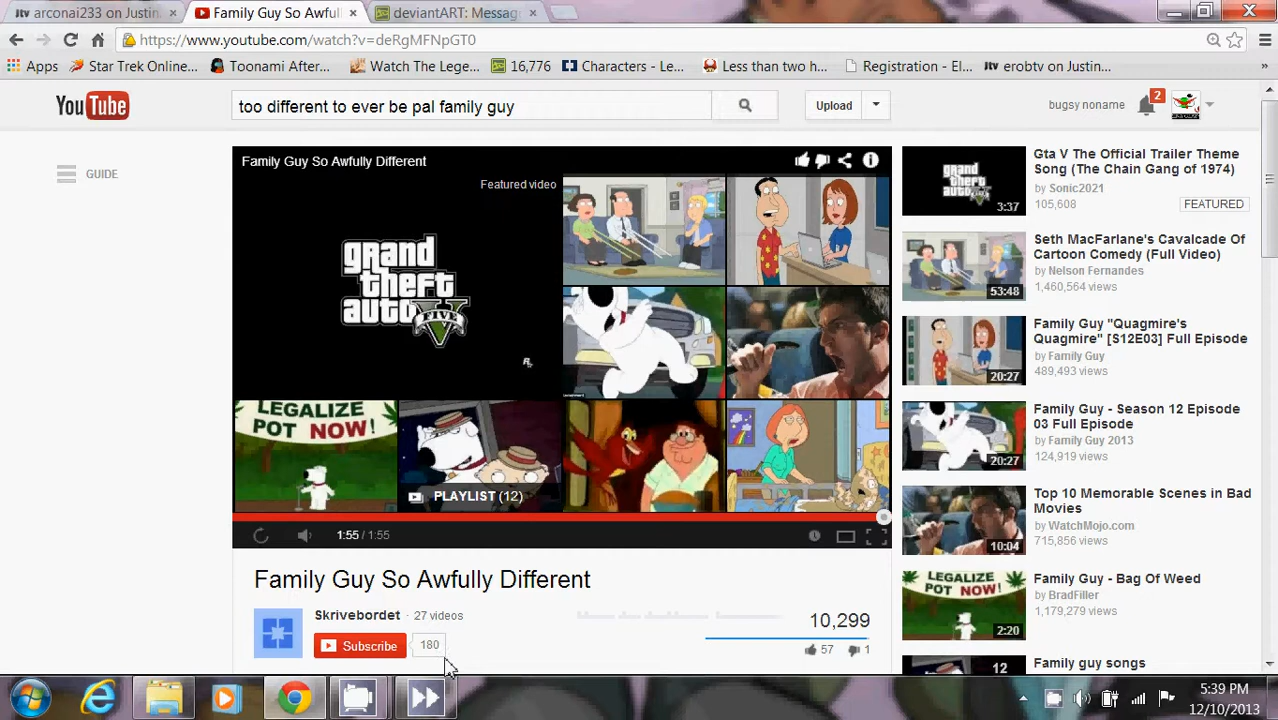 jtv arconai233 on Justin.
Family Guy So Awful
deviantART: Messag
https://www.youtube.com/watch?v=deRgMFNpGT0
Apps
Star Trek Online...
Toonami After...
Watch The Lege...
16,776
Characters - Le...
Less than two h...
Registration - El...
jtv erobtv on Justin...
»
YouTube
too different to ever be pal family guy
Upload
bugsy noname
2
GUIDE
Family Guy So Awfully Different
Featured video
grand
theft
auto
V
FIVE
LEGALIZE
POT NOW!
PLAYLIST (12)
1:55 / 1:55
Family Guy So Awfully Different
Skrivebordet · 27 videos
Subscribe
180
10,299
57
1
Gta V The Official Trailer Theme
Song (The Chain Gang of 1974)
by Sonic2021
105,608
FEATURED
3:37
Seth MacFarlane's Cavalcade Of
Cartoon Comedy (Full Video)
by Nelson Fernandes
1,460,564 views
53:48
Family Guy "Quagmire's
Quagmire" [S12E03] Full Episode
by Family Guy
489,493 views
20:27
Family Guy - Season 12 Episode
03 Full Episode
by Family Guy 2013
124,919 views
20:27
Top 10 Memorable Scenes in Bad
Movies
by WatchMojo.com
715,856 views
10:04
Family Guy - Bag Of Weed
by BradFiller
1,179,279 views
LEGALIZE
POT NOW!
2:20
Family guy songs
12
5:39 PM
12/10/2013